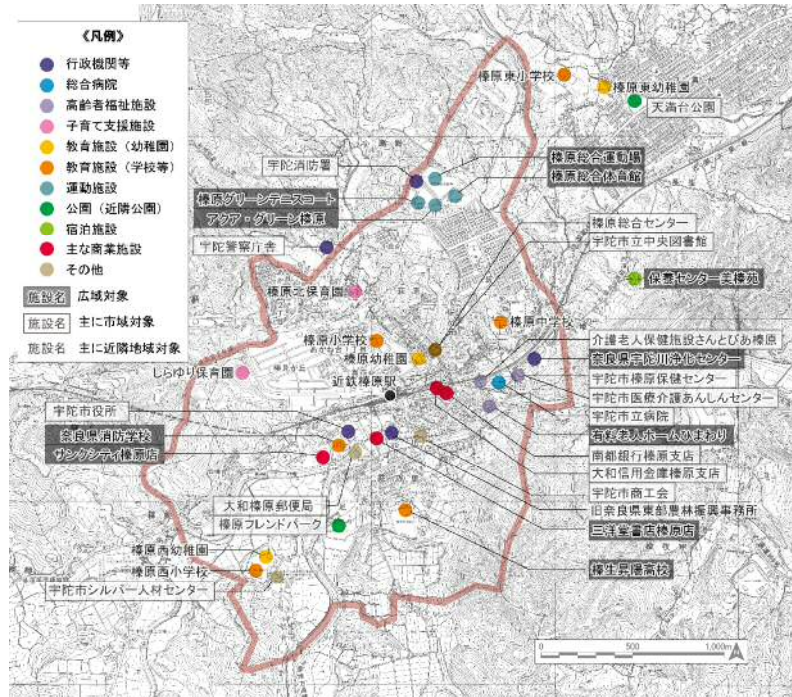 《凡例》
行政機関等
総合病院
高齢者福祉施設
子育て支援施設
教育施設（幼稚園）
教育施設（学校等）
運動施設
公園（近隣公園）
宿泊施設
主な商業施設
その他
施設名 広域対象
施設名 主に市域対象
施設名 主に近隣地域対象
榛原東小学校
榛原東幼稚園
天満台公園
宇陀消防署
榛原総合運動場
榛原総合体育館
榛原グリーンテニスコート
アクア・グリーン榛原
榛原総合センター
宇陀市立中央図書館
宇陀警察庁舎
保養センター美榛苑
榛原北保育園
榛原中学校
榛原小学校
榛原幼稚園
介護老人保健施設さんとぴあ榛原
奈良県宇陀川浄化センター
しらゆり保育園
近鉄榛原駅
宇陀市榛原保健センター
宇陀市医療介護あんしんセンター
宇陀市立病院
宇陀市役所
奈良県消防学校
有料老人ホームひまわり
サンクシティ榛原店
南都銀行榛原支店
大和信用金庫榛原支店
宇陀市商工会
大和榛原郵便局
旧奈良県東部農林振興事務所
榛原フレンドパーク
三洋堂書店榛原店
榛原西幼稚園
榛原西小学校
榛生昇陽高校
宇陀市シルバー人材センター
0 500 1,000m